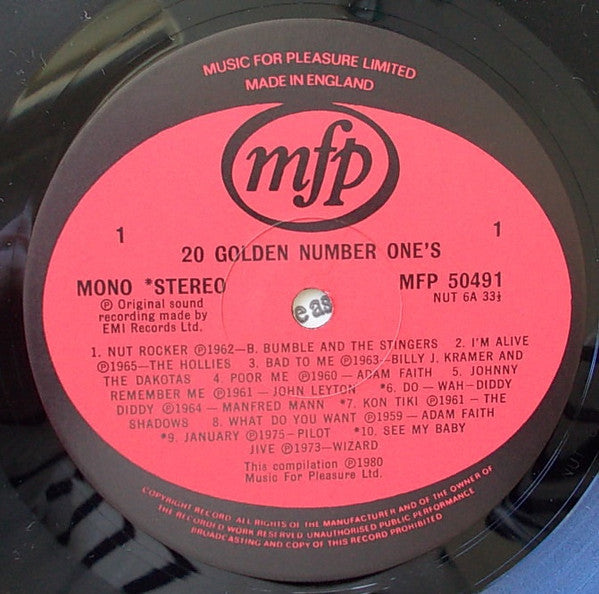 MUSIC FOR PLEASURE LIMITED
MADE IN ENGLAND
mfp
1
1
20 GOLDEN NUMBER ONE'S
MONO *STEREO
MFP 50491
NUT 6A 33⅓
℗ Original sound
recording made by
EMI Records Ltd.
e as
1. NUT ROCKER ℗1962—B. BUMBLE AND THE STINGERS 2. I'M ALIVE
℗1965—THE HOLLIES 3. BAD TO ME ℗1963—BILLY J. KRAMER AND
THE DAKOTAS 4. POOR ME ℗1960—ADAM FAITH 5. JOHNNY
REMEMBER ME ℗1961—JOHN LEYTON *6. DO—WAH—DIDDY
DIDDY ℗1964—MANFRED MANN *7. KON TIKI ℗1961—THE
SHADOWS 8. WHAT DO YOU WANT ℗1959—ADAM FAITH
*9. JANUARY ℗1975-PILOT *10. SEE MY BABY
JIVE ℗1973—WIZARD
This compilation ℗1980
Music For Pleasure Ltd.
COPYRIGHT RECORD ALL RIGHTS OF THE MANUFACTURER AND OF THE OWNER OF
THE RECORDED WORK RESERVED UNAUTHORISED PUBLIC PERFORMANCE
BROADCASTING AND COPY OF THIS RECORD PROHIBITED